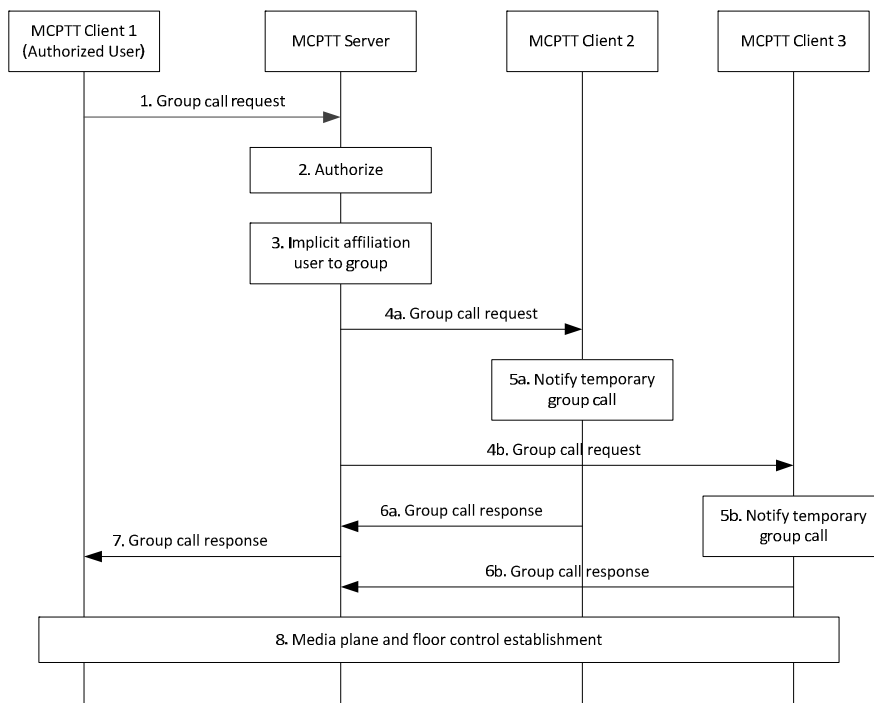 MCPTT Client 1
(Authorized User)
MCPTT Server
MCPTT Client 2
MCPTT Client 3
1. Group call request
2. Authorize
3. Implicit affiliation
user to group
4a. Group call request
5a. Notify temporary
group call
4b. Group call request
6a. Group call response
5b. Notify temporary
group call
7. Group call response
6b. Group call response
8. Media plane and floor control establishment